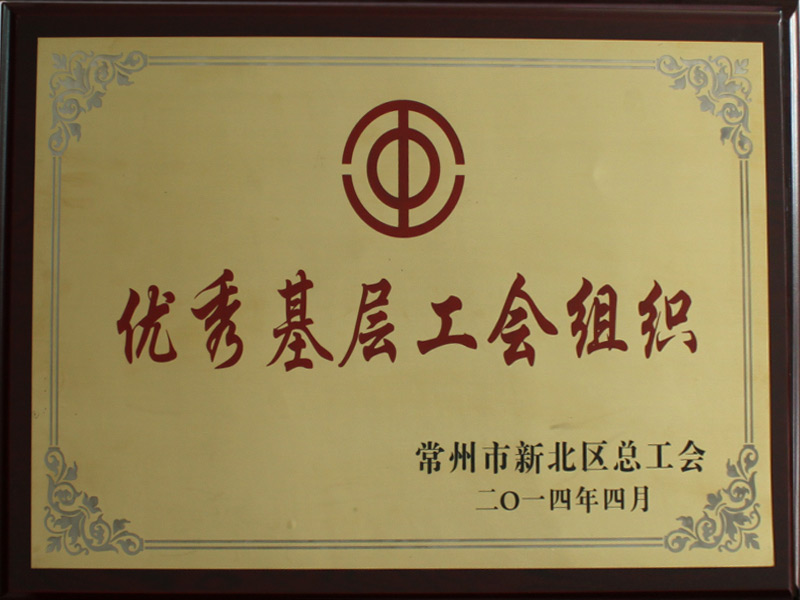 优秀基层工会组织
常州市新北区总工会
二〇一四年四月